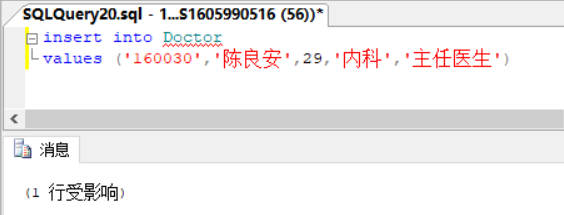 SQLQuery20.sql - 1...S1605990516 (56))*
insert into Doctor
values ('160030','陈良安',29,'内科','主任医生')
消息
(1 行受影响)